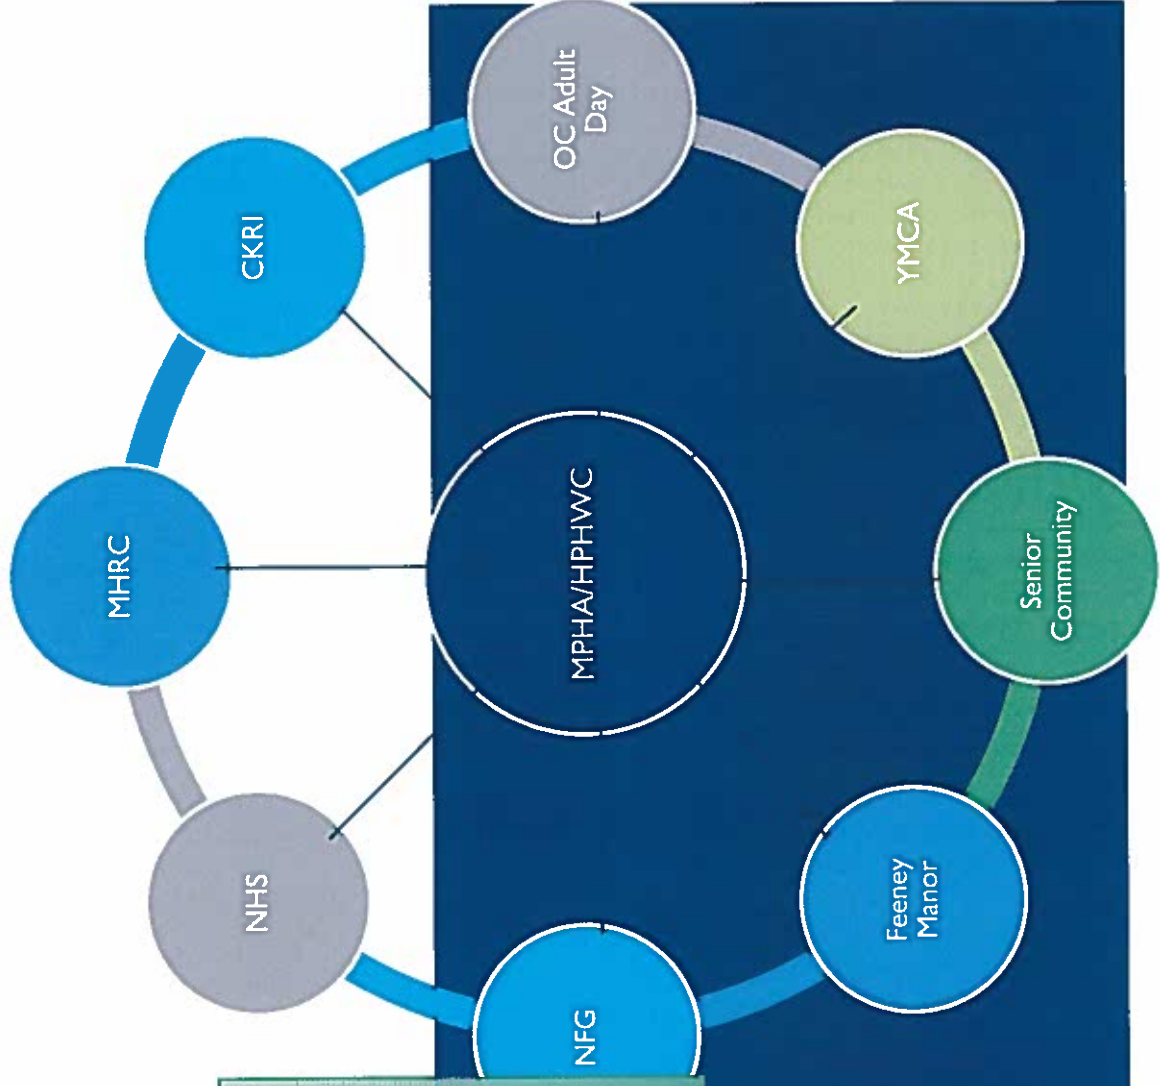 OC Adult
Day
YMCA
Senior
Community
Feeney
Manor
NFG
NHS
MHRC
CKRI
MPHA/HPHWC